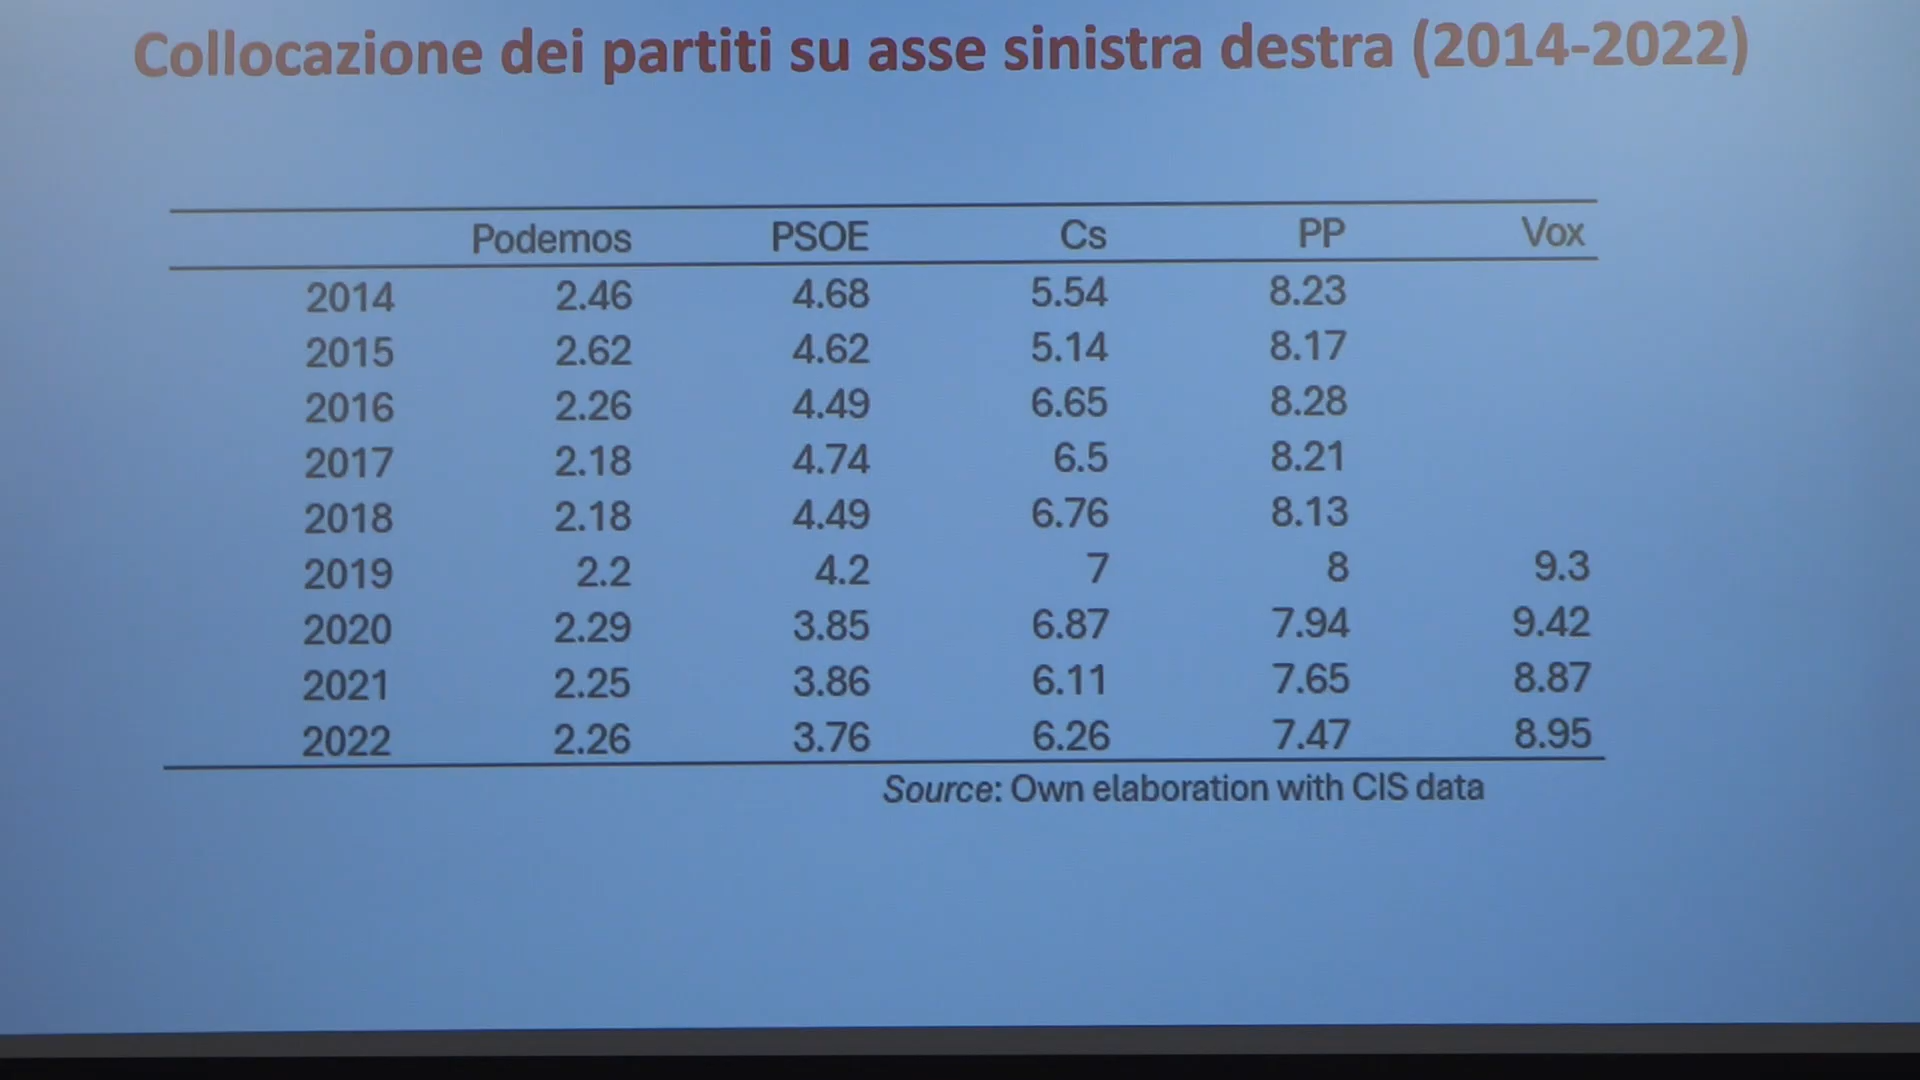 Collocazione dei partiti su asse sinistra destra (2014-2022)
Podemos PSOE Cs PP Vox
2014 2.46 4.68 5.54 8.23
2015 2.62 4.62 5.14 8.17
2016 2.26 4.49 6.65 8.28
2017 2.18 4.74 6.5 8.21
2018 2.18 4.49 6.76 8.13
2019 2.2 4.2 7 8 9.3
2020 2.29 3.85 6.87 7.94 9.42
2021 2.25 3.86 6.11 7.65 8.87
2022 2.26 3.76 6.26 7.47 8.95
Source: Own elaboration with CIS data